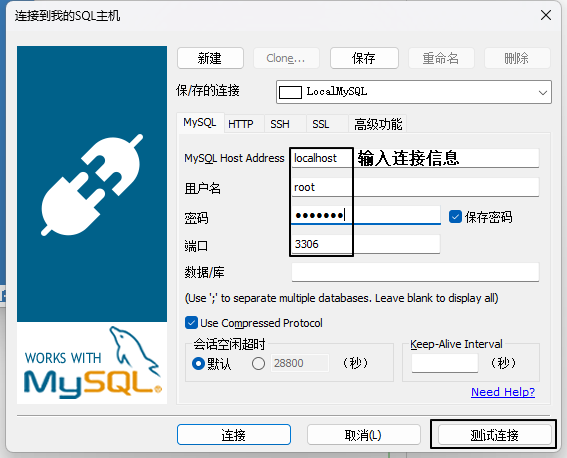 连接到我的SQL主机
新建
Clone...
保存
重命名
删除
保/存的连接
LocalMySQL
MySQL
HTTP
SSH
SSL
高级功能
MySQL Host Address
localhost
输入连接信息
用户名
root
密码
•••••••
保存密码
端口
3306
数据/库
(Use ';' to separate multiple databases. Leave blank to display all)
Use Compressed Protocol
会话空闲超时
默认
28800
(秒)
Keep-Alive Interval
(秒)
Need Help?
WORKS WITH
MySQL®
连接
取消(L)
测试连接